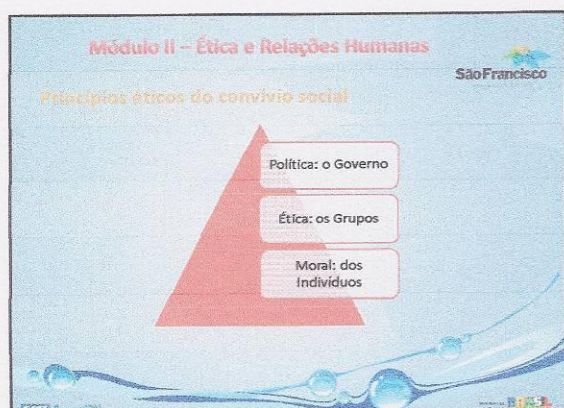 Módulo II – Ética e Relações Humanas
São Francisco
Princípios éticos do convívio social
Política: o Governo
Ética: os Grupos
Moral: dos
Indivíduos
BRASIL